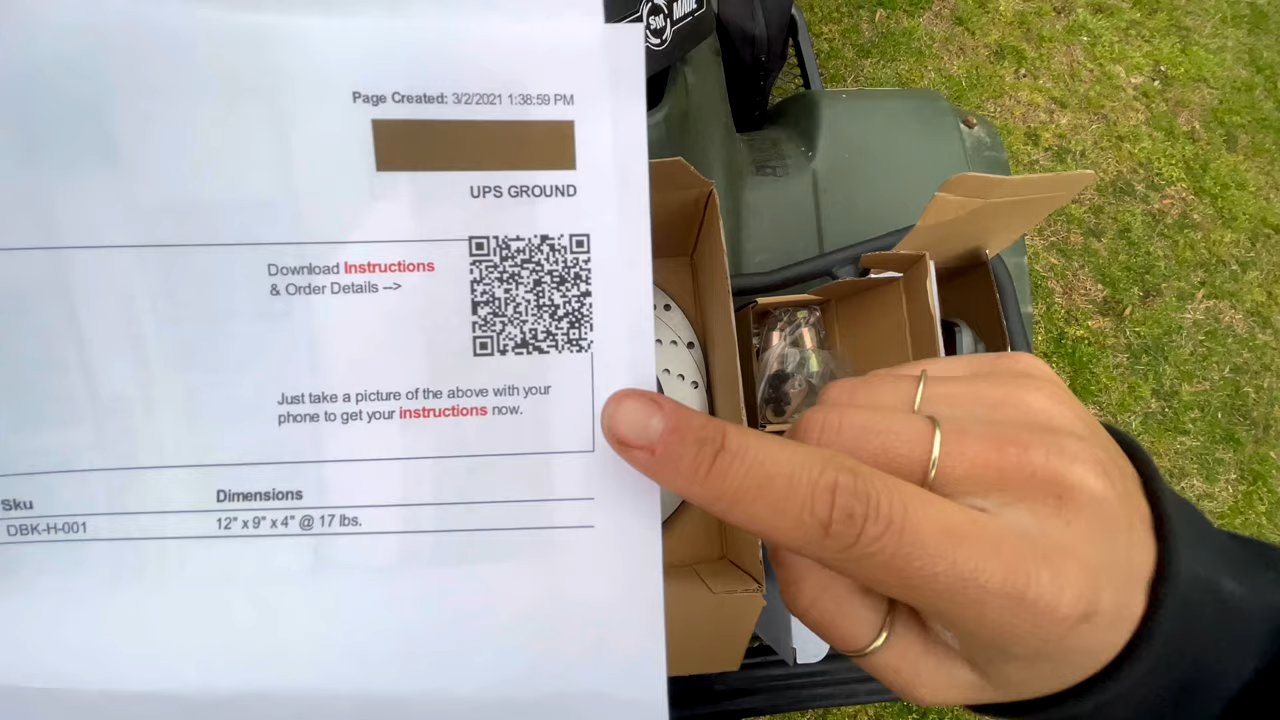 SM
MADE
Page Created: 3/2/2021 1:38:59 PM
UPS GROUND
Download Instructions
& Order Details -->
Just take a picture of the above with your
phone to get your instructions now.
Sku Dimensions
DBK-H-001 12" x 9" x 4" @ 17 lbs.